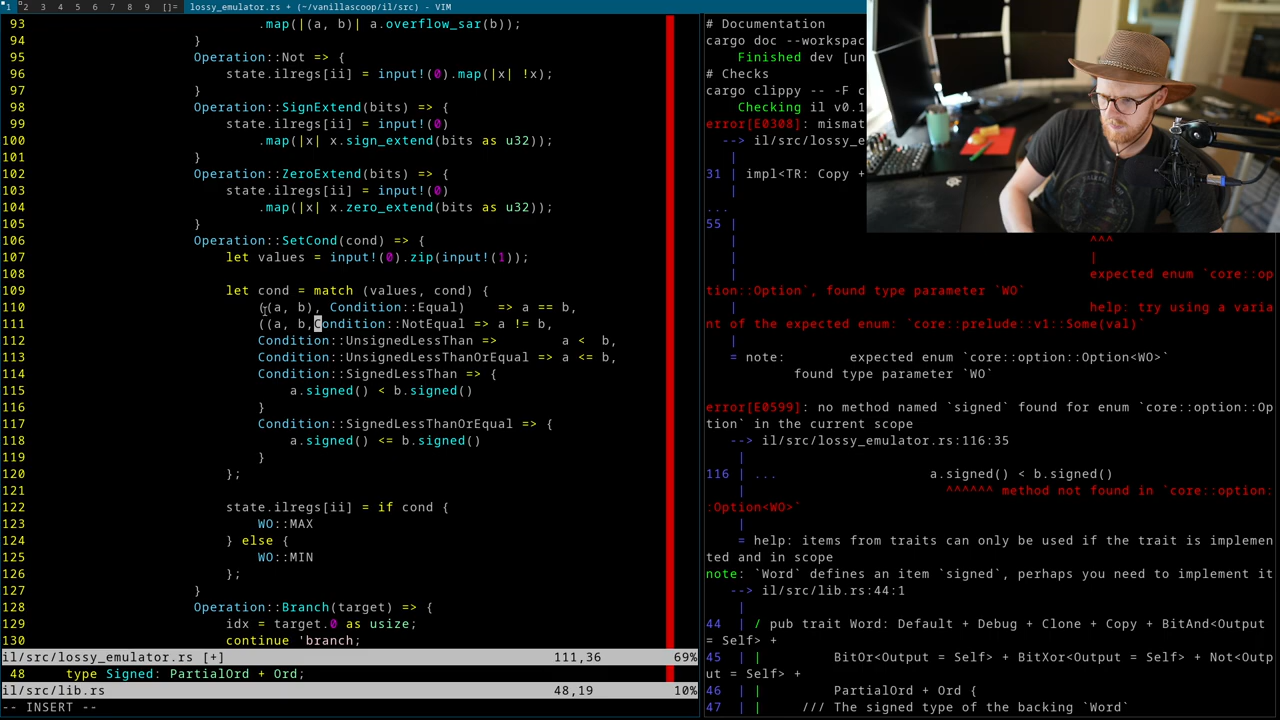 1 2 3 4 5 6 7 8 9 []= lossy_emulator.rs + (~/vanillascoop/il/src) - VIM
93 .map(|(a, b)| a.overflow_sar(b));
94 }
95 Operation::Not => {
96 state.ilregs[ii] = input!(0).map(|x| !x);
97 }
98 Operation::SignExtend(bits) => {
99 state.ilregs[ii] = input!(0)
100 .map(|x| x.sign_extend(bits as u32));
101 }
102 Operation::ZeroExtend(bits) => {
103 state.ilregs[ii] = input!(0)
104 .map(|x| x.zero_extend(bits as u32));
105 }
106 Operation::SetCond(cond) => {
107 let values = input!(0).zip(input!(1));
108
109 let cond = match (values, cond) {
110 ((a, b), Condition::Equal) => a == b,
111 ((a, b,Condition::NotEqual => a != b,
112 Condition::UnsignedLessThan => a < b,
113 Condition::UnsignedLessThanOrEqual => a <= b,
114 Condition::SignedLessThan => {
115 a.signed() < b.signed()
116 }
117 Condition::SignedLessThanOrEqual => {
118 a.signed() <= b.signed()
119 }
120 };
121
122 state.ilregs[ii] = if cond {
123 WO::MAX
124 } else {
125 WO::MIN
126 };
127 }
128 Operation::Branch(target) => {
129 idx = target.0 as usize;
130 continue 'branch;
il/src/lossy_emulator.rs [+] 111,36 69%
48 type Signed: PartialOrd + Ord;
il/src/lib.rs 48,19 10%
-- INSERT --
# Documentation
cargo doc --workspac
Finished dev [un
# Checks
cargo clippy -- -F c
Checking il v0.1
error[E0308]: mismat
--> il/src/lossy_e
|
31 | impl<TR: Copy +
|
...
55 |
| ^^^
| |
| expected enum `core::op
tion::Option`, found type parameter `WO`
| help: try using a varia
nt of the expected enum: `core::prelude::v1::Some(val)`
|
= note: expected enum `core::option::Option<WO>`
found type parameter `WO`
error[E0599]: no method named `signed` found for enum `core::option::Op
tion` in the current scope
--> il/src/lossy_emulator.rs:116:35
|
116 | ... a.signed() < b.signed()
| ^^^^^^ method not found in `core::option:
:Option<WO>`
|
= help: items from traits can only be used if the trait is implemen
ted and in scope
note: `Word` defines an item `signed`, perhaps you need to implement it
--> il/src/lib.rs:44:1
|
44 | / pub trait Word: Default + Debug + Clone + Copy + BitAnd<Output
= Self> +
45 | | BitOr<Output = Self> + BitXor<Output = Self> + Not<Outp
ut = Self> +
46 | | PartialOrd + Ord {
47 | | /// The signed type of the backing `Word`